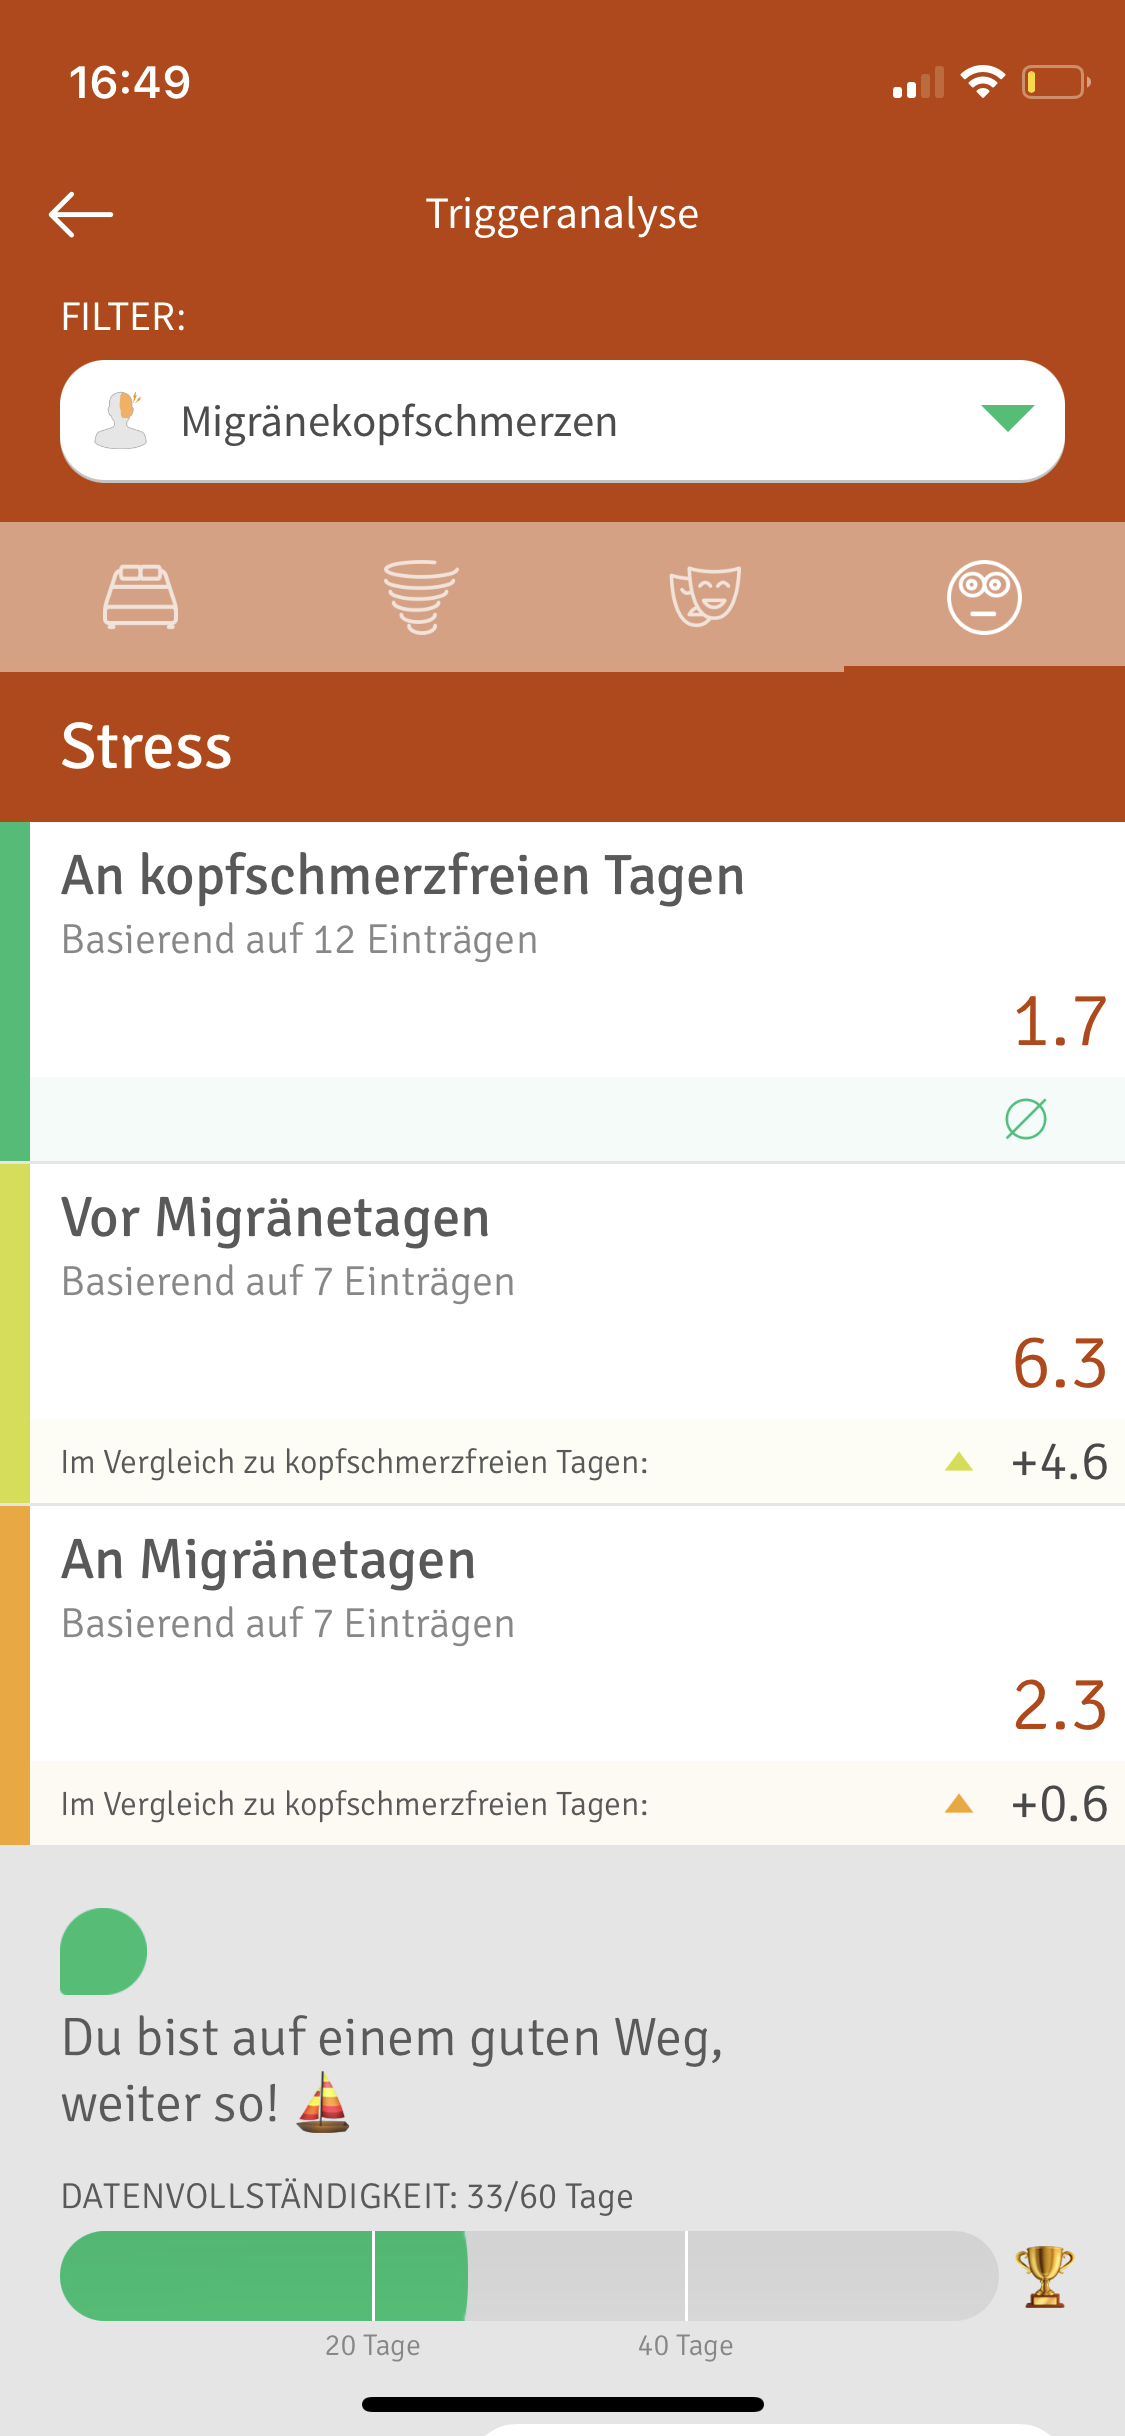 16:49
Triggeranalyse
FILTER:
Migränekopfschmerzen
Stress
An kopfschmerzfreien Tagen
Basierend auf 12 Einträgen
1.7
Vor Migränetagen
Basierend auf 7 Einträgen
6.3
Im Vergleich zu kopfschmerzfreien Tagen: +4.6
An Migränetagen
Basierend auf 7 Einträgen
2.3
Im Vergleich zu kopfschmerzfreien Tagen: +0.6
Du bist auf einem guten Weg,
weiter so! ⛵
DATENVOLLSTÄNDIGKEIT: 33/60 Tage
20 Tage 40 Tage